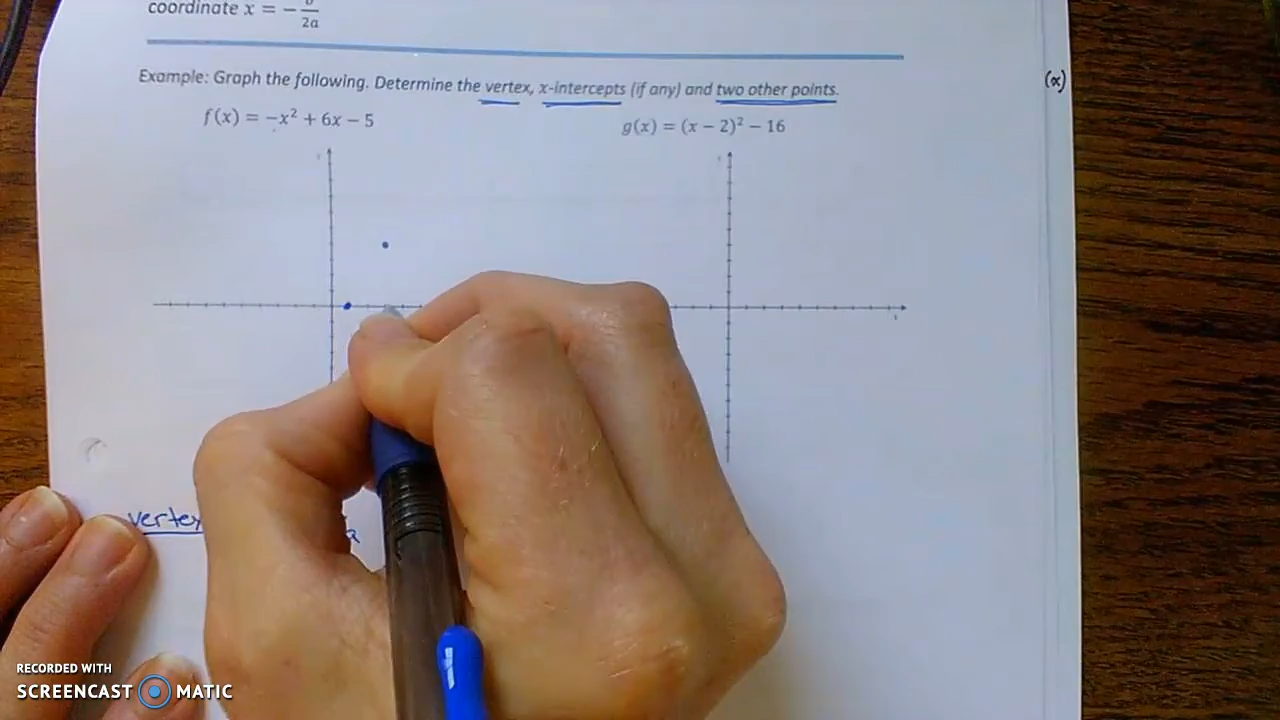 coordinate x = − b/2a
Example: Graph the following. Determine the vertex, x-intercepts (if any) and two other points.
f(x) = −x² + 6x − 5
g(x) = (x − 2)² − 16
(x)
vertex
RECORDED WITH
SCREENCAST MATIC